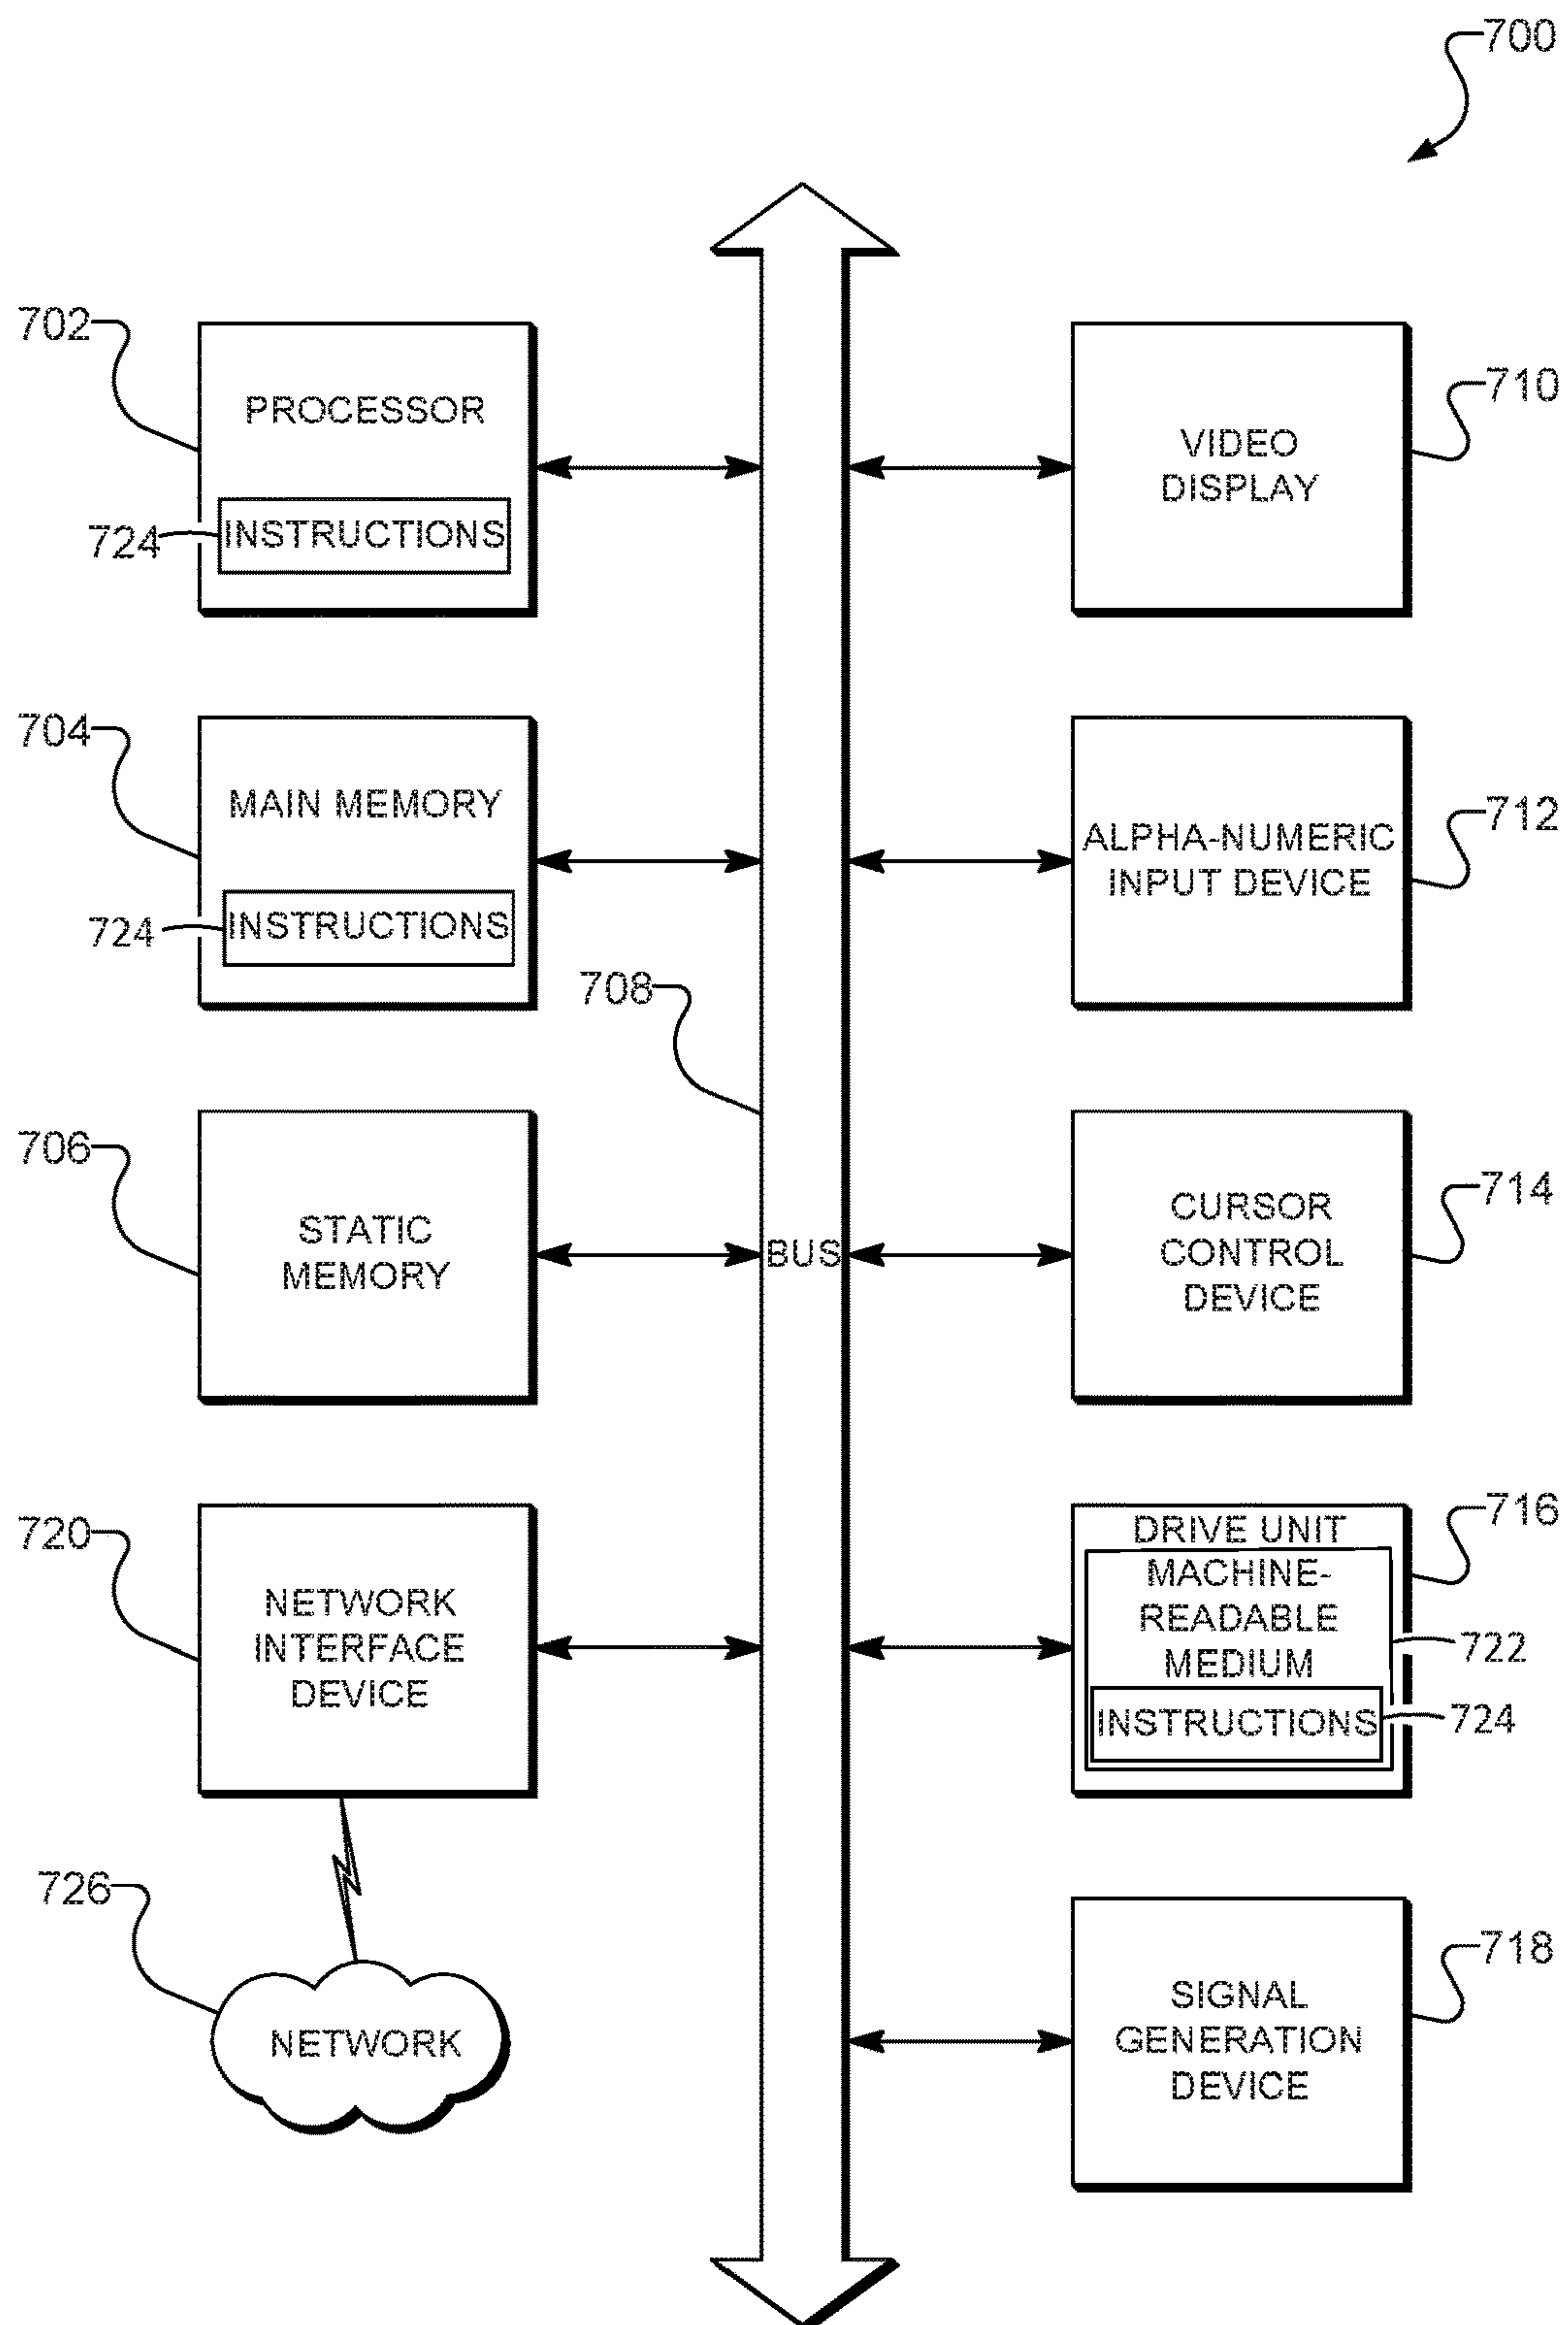 700
702
PROCESSOR
724
INSTRUCTIONS
710
VIDEO
DISPLAY
704
MAIN MEMORY
724
INSTRUCTIONS
712
ALPHA-NUMERIC
INPUT DEVICE
708
706
STATIC
MEMORY
BUS
714
CURSOR
CONTROL
DEVICE
720
NETWORK
INTERFACE
DEVICE
716
DRIVE UNIT
MACHINE-
READABLE
MEDIUM
722
INSTRUCTIONS
724
726
NETWORK
718
SIGNAL
GENERATION
DEVICE